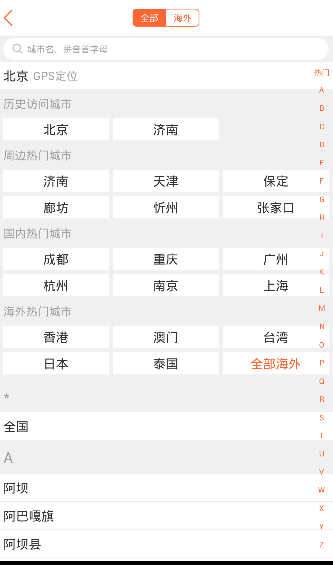 全部 海外
城市名、拼音首字母
北京 GPS定位
热门
历史访问城市
北京 济南
周边热门城市
济南 天津 保定
廊坊 忻州 张家口
国内热门城市
成都 重庆 广州
杭州 南京 上海
海外热门城市
香港 澳门 台湾
日本 泰国 全部海外
*
全国
A
阿坝
阿巴嘎旗
阿坝县
A
B
C
D
E
F
G
H
I
J
K
L
M
N
O
P
Q
R
S
T
U
V
W
X
Y
Z